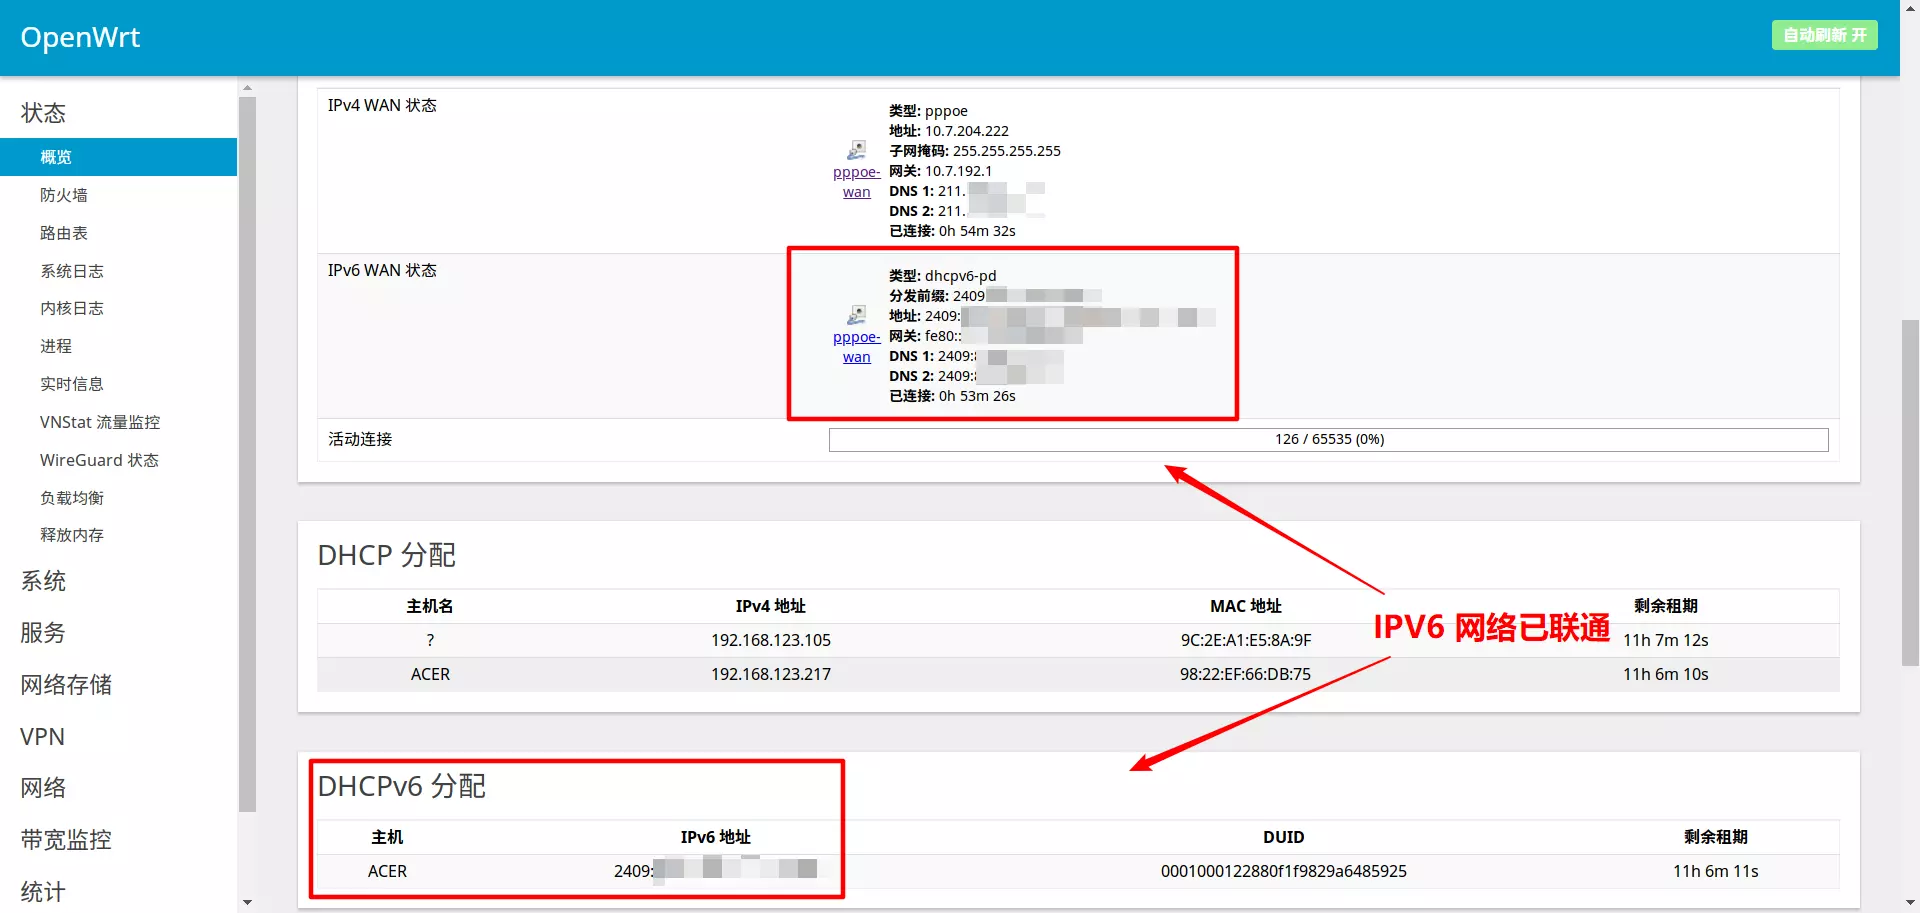 OpenWrt
自动刷新 开
状态
概览
防火墙
路由表
系统日志
内核日志
进程
实时信息
VNStat 流量监控
WireGuard 状态
负载均衡
释放内存
系统
服务
网络存储
VPN
网络
带宽监控
统计
IPv4 WAN 状态
pppoe-
wan
类型: pppoe
地址: 10.7.204.222
子网掩码: 255.255.255.255
网关: 10.7.192.1
DNS 1: 211.
DNS 2: 211.
已连接: 0h 54m 32s
IPv6 WAN 状态
pppoe-
wan
类型: dhcpv6-pd
分发前缀: 2409
地址: 2409:
网关: fe80::
DNS 1: 2409:
DNS 2: 2409:
已连接: 0h 53m 26s
活动连接
126 / 65535 (0%)
DHCP 分配
主机名 IPv4 地址 MAC 地址 剩余租期
? 192.168.123.105 9C:2E:A1:E5:8A:9F 11h 7m 12s
ACER 192.168.123.217 98:22:EF:66:DB:75 11h 6m 10s
IPV6 网络已联通
DHCPv6 分配
主机 IPv6 地址 DUID 剩余租期
ACER 2409: 0001000122880f1f9829a6485925 11h 6m 11s